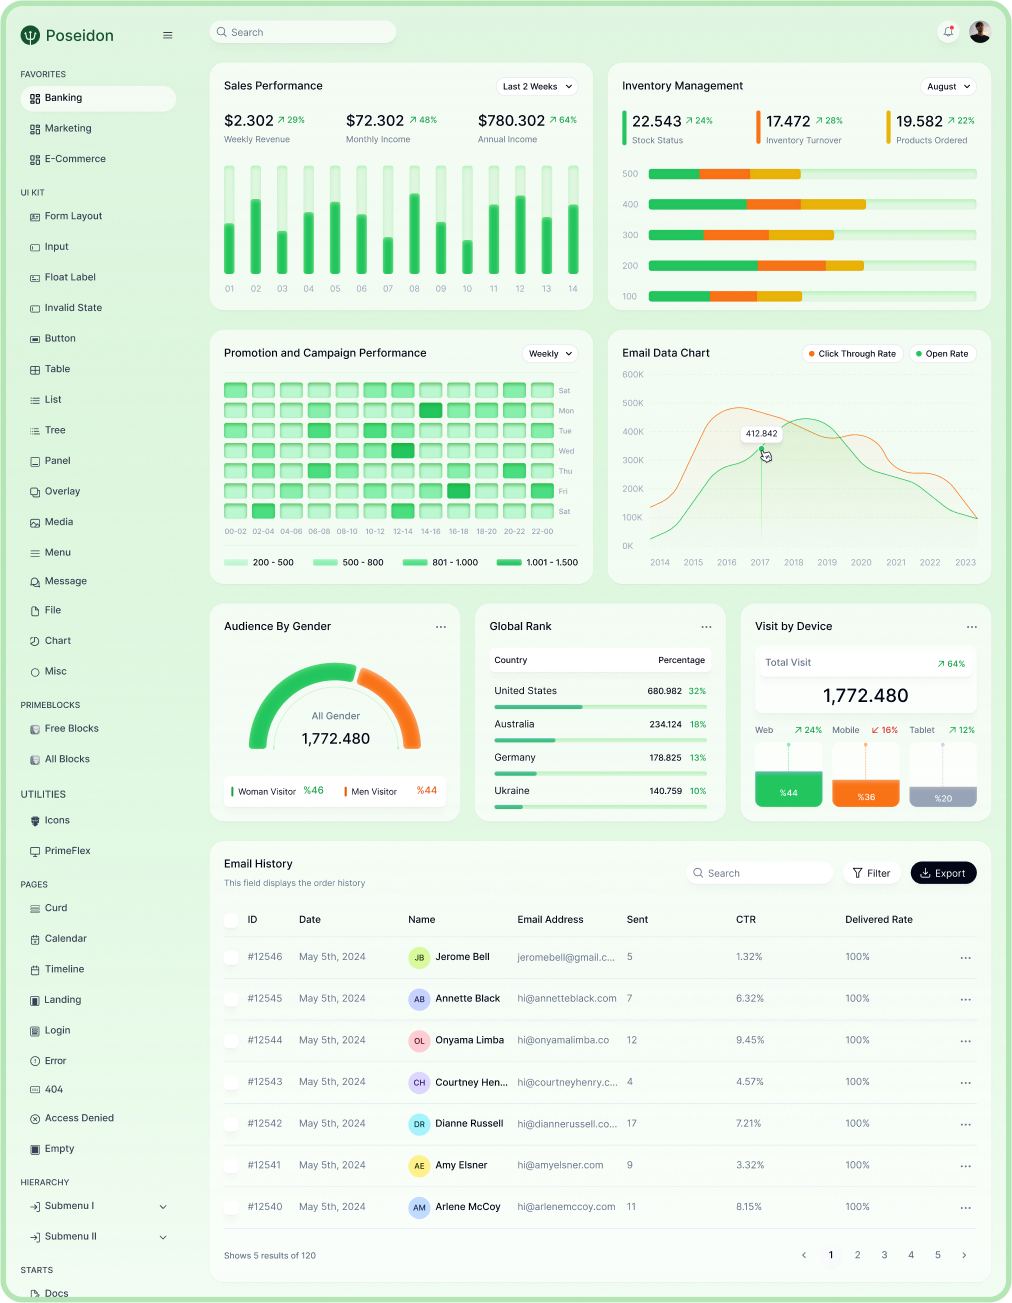 Poseidon
FAVORITES
Banking
Marketing
E-Commerce
UI KIT
Form Layout
Input
Float Label
Invalid State
Button
Table
List
Tree
Panel
Overlay
Media
Menu
Message
File
Chart
Misc
PRIMEBLOCKS
Free Blocks
All Blocks
UTILITIES
Icons
PrimeFlex
PAGES
Curd
Calendar
Timeline
Landing
Login
Error
404
Access Denied
Empty
HIERARCHY
Submenu I
Submenu II
STARTS
Docs
Search
Sales Performance
Last 2 Weeks
$2.302 29%
Weekly Revenue
$72.302 48%
Monthly Income
$780.302 64%
Annual Income
01 02 03 04 05 06 07 08 09 10 11 12 13 14
Inventory Management
August
22.543 24%
Stock Status
17.472 28%
Inventory Turnover
19.582 22%
Products Ordered
500
400
300
200
100
Promotion and Campaign Performance
Weekly
Sat
Mon
Tue
Wed
Thu
Fri
Sat
00-02 02-04 04-06 06-08 08-10 10-12 12-14 14-16 16-18 18-20 20-22 22-00
200 - 500 500 - 800 801 - 1.000 1.001 - 1.500
Email Data Chart
Click Through Rate
Open Rate
600K
500K
400K
300K
200K
100K
0K
412.842
2014 2015 2016 2017 2018 2019 2020 2021 2022 2023
Audience By Gender
All Gender
1,772.480
Woman Visitor %46
Men Visitor %44
Global Rank
Country Percentage
United States 680.982 32%
Australia 234.124 18%
Germany 178.825 13%
Ukraine 140.759 10%
Visit by Device
Total Visit 64%
1,772.480
Web 24%
%44
Mobile 16%
%36
Tablet 12%
%20
Email History
This field displays the order history
Search
Filter
Export
ID Date Name Email Address Sent CTR Delivered Rate
#12546 May 5th, 2024 JB Jerome Bell jeromebell@gmail.c... 5 1.32% 100%
#12545 May 5th, 2024 AB Annette Black hi@annetteblack.com 7 6.32% 100%
#12544 May 5th, 2024 OL Onyama Limba hi@onyamalimba.co 12 9.45% 100%
#12543 May 5th, 2024 CH Courtney Hen... hi@courtneyhenry.c... 4 4.57% 100%
#12542 May 5th, 2024 DR Dianne Russell hi@diannerussell.co... 17 7.21% 100%
#12541 May 5th, 2024 AE Amy Elsner hi@amyelsner.com 9 3.32% 100%
#12540 May 5th, 2024 AM Arlene McCoy hi@arlenemccoy.com 11 8.15% 100%
Shows 5 results of 120
1 2 3 4 5